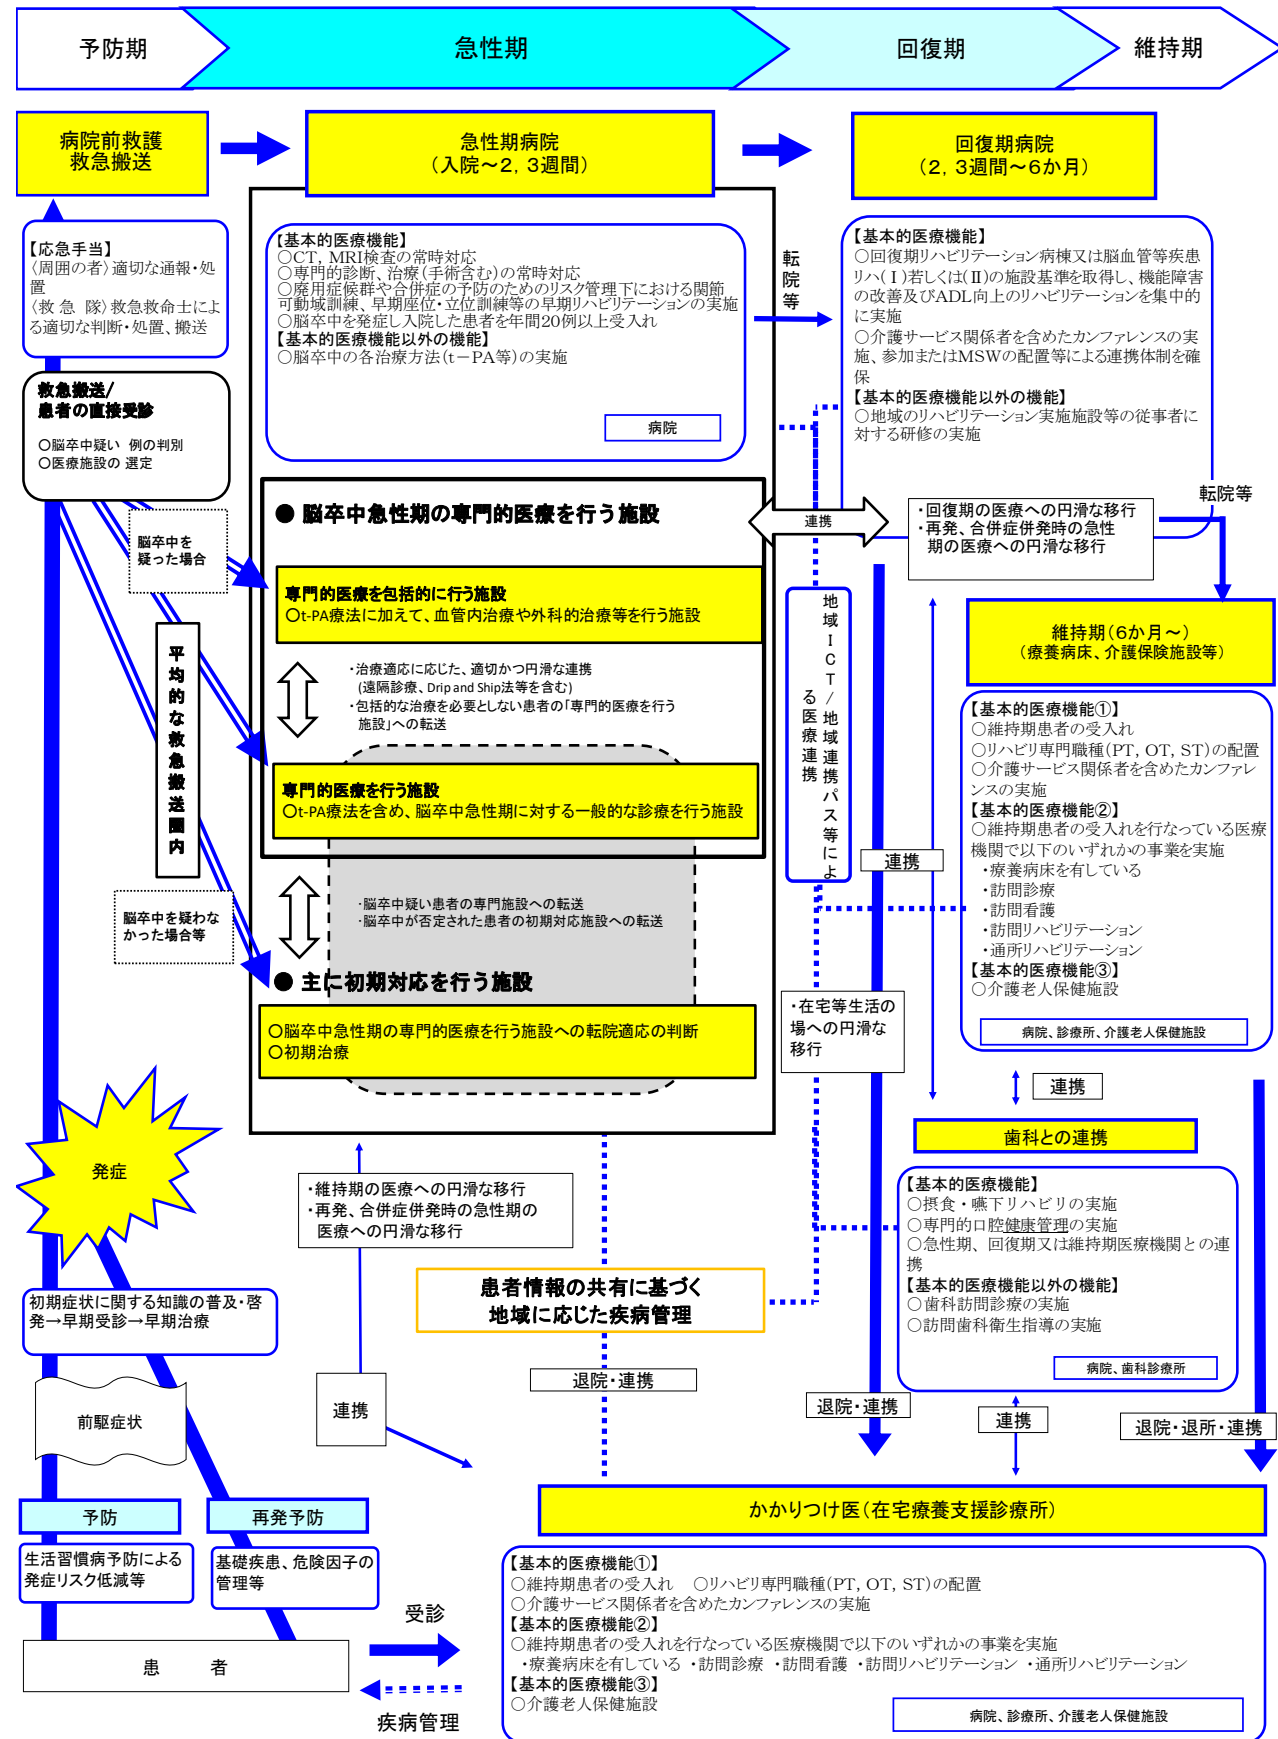 予防期
急性期
回復期
維持期
病院前救護
救急搬送
急性期病院
（入院～2，3週間）
回復期病院
（2，3週間～6か月）
【応急手当】
〈周囲の者〉適切な通報・処
置
〈救 急　隊〉救急救命士によ
る適切な判断・処置、搬送
【基本的医療機能】
○CT，MRI検査の常時対応
○専門的診断、治療（手術含む）の常時対応
○廃用症候群や合併症の予防のためのリスク管理下における関節
可動域訓練、早期座位・立位訓練等の早期リハビリテーションの実施
○脳卒中を発症し入院した患者を年間20例以上受入れ
【基本的医療機能以外の機能】
○脳卒中の各治療方法（t－PA等）の実施
病院
転院等
【基本的医療機能】
○回復期リハビリテーション病棟又は脳血管等疾患
リハ（Ⅰ）若しくは（Ⅱ）の施設基準を取得し、機能障害
の改善及びADL向上のリハビリテーションを集中的
に実施
○介護サービス関係者を含めたカンファレンスの実
施、参加またはMSWの配置等による連携体制を確
保
【基本的医療機能以外の機能】
○地域のリハビリテーション実施施設等の従事者に
対する研修の実施
救急搬送/
患者の直接受診
○脳卒中疑い 例の判別
○医療施設の 選定
脳卒中を
疑った場合
平均的な救急搬送圏内
脳卒中を疑わな
かった場合等
● 脳卒中急性期の専門的医療を行う施設
専門的医療を包括的に行う施設
○t-PA療法に加えて、血管内治療や外科的治療等を行う施設
・治療適応に応じた、適切かつ円滑な連携
（遠隔診療、Drip and Ship法等を含む）
・包括的な治療を必要としない患者の「専門的医療を行う
施設」への転送
専門的医療を行う施設
○t-PA療法を含め、脳卒中急性期に対する一般的な診療を行う施設
・脳卒中疑い患者の専門施設への転送
・脳卒中が否定された患者の初期対応施設への転送
● 主に初期対応を行う施設
○脳卒中急性期の専門的医療を行う施設への転院適応の判断
○初期治療
連携
・回復期の医療への円滑な移行
・再発、合併症併発時の急性
期の医療への円滑な移行
転院等
地域ICT/地域連携パス等によ
る医療連携
連携
・在宅等生活の
場への円滑な
移行
維持期（6か月～）
（療養病床、介護保険施設等）
【基本的医療機能①】
○維持期患者の受入れ
○リハビリ専門職種（PT，OT，ST）の配置
○介護サービス関係者を含めたカンファレ
ンスの実施
【基本的医療機能②】
○維持期患者の受入れを行なっている医療
機関で以下のいずれかの事業を実施
・療養病床を有している
・訪問診療
・訪問看護
・訪問リハビリテーション
・通所リハビリテーション
【基本的医療機能③】
○介護老人保健施設
病院、診療所、介護老人保健施設
連携
歯科との連携
【基本的医療機能】
○摂食・嚥下リハビリの実施
○専門的口腔健康管理の実施
○急性期、回復期又は維持期医療機関との連
携
【基本的医療機能以外の機能】
○歯科訪問診療の実施
○訪問歯科衛生指導の実施
病院、歯科診療所
発症
・維持期の医療への円滑な移行
・再発、合併症併発時の急性期の
医療への円滑な移行
患者情報の共有に基づく
地域に応じた疾病管理
初期症状に関する知識の普及・啓
発→早期受診→早期治療
前駆症状
連携
退院・連携
退院・連携
連携
退院・退所・連携
予防
再発予防
生活習慣病予防による
発症リスク低減等
基礎疾患、危険因子の
管理等
患　　者
受診
疾病管理
かかりつけ医（在宅療養支援診療所）
【基本的医療機能①】
○維持期患者の受入れ　○リハビリ専門職種（PT，OT，ST）の配置
○介護サービス関係者を含めたカンファレンスの実施
【基本的医療機能②】
○維持期患者の受入れを行なっている医療機関で以下のいずれかの事業を実施
・療養病床を有している ・訪問診療 ・訪問看護 ・訪問リハビリテーション ・通所リハビリテーション
【基本的医療機能③】
○介護老人保健施設
病院、診療所、介護老人保健施設